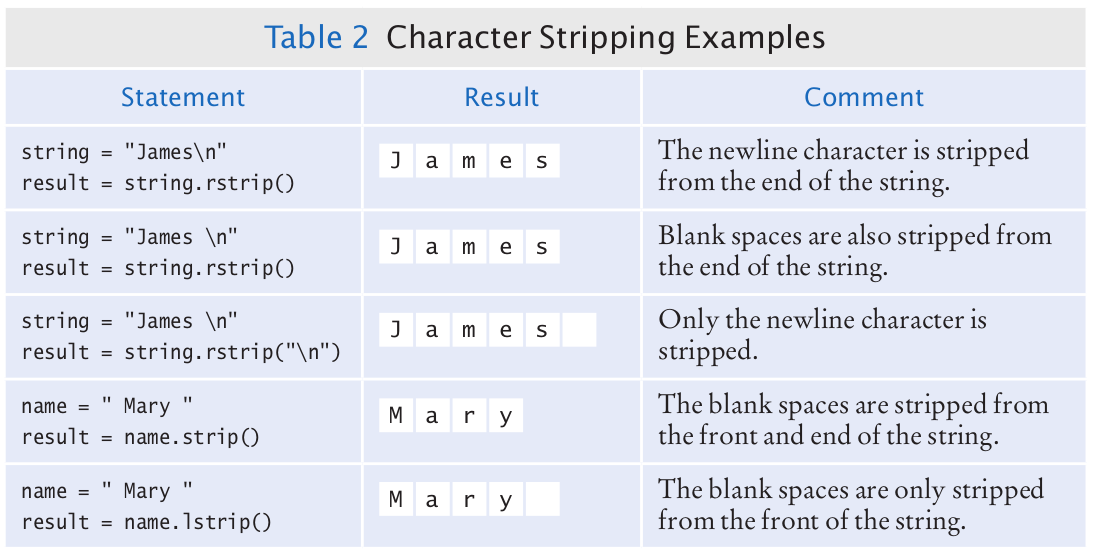 Table 2 Character Stripping Examples
Statement Result Comment
string = "James\n"
result = string.rstrip()
J a m e s
The newline character is stripped
from the end of the string.
string = "James \n"
result = string.rstrip()
J a m e s
Blank spaces are also stripped from
the end of the string.
string = "James \n"
result = string.rstrip("\n")
J a m e s
Only the newline character is
stripped.
name = " Mary "
result = name.strip()
M a r y
The blank spaces are stripped from
the front and end of the string.
name = " Mary "
result = name.lstrip()
M a r y
The blank spaces are only stripped
from the front of the string.